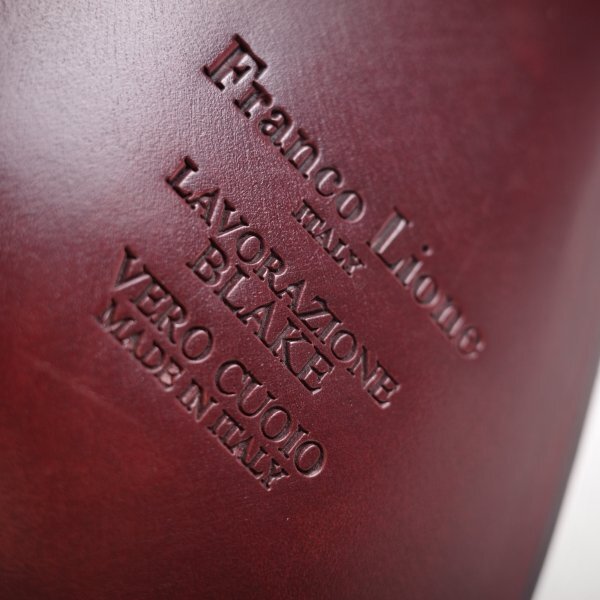 Franco Lione
ITALY
LAVORAZIONE
BLAKE
VERO CUOIO
MADE IN ITALY